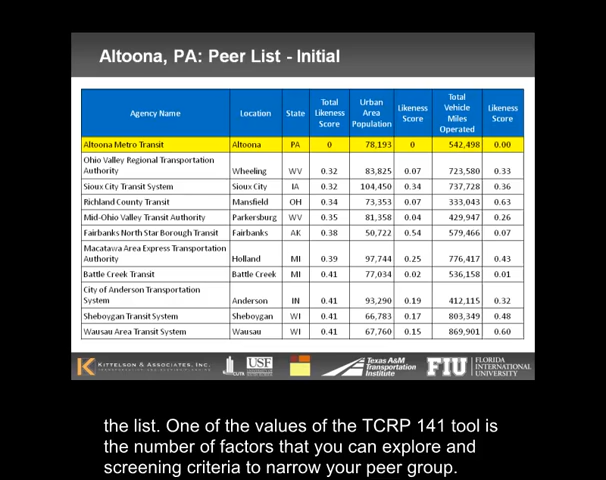 Altoona, PA: Peer List - Initial
Agency Name Location State Total Likeness Score Urban Area Population Likeness Score Total Vehicle Miles Operated Likeness Score
Altoona Metro Transit Altoona PA 0 78,193 0 542,498 0.00
Ohio Valley Regional Transportation Authority Wheeling WV 0.32 83,825 0.07 723,580 0.33
Sioux City Transit System Sioux City IA 0.32 104,450 0.34 737,728 0.36
Richland County Transit Mansfield OH 0.34 73,353 0.07 333,043 0.63
Mid-Ohio Valley Transit Authority Parkersburg WV 0.35 81,358 0.04 429,947 0.26
Fairbanks North Star Borough Transit Fairbanks AK 0.38 50,722 0.54 579,466 0.07
Macatawa Area Express Transportation Authority Holland MI 0.39 97,744 0.25 776,417 0.43
Battle Creek Transit Battle Creek MI 0.41 77,034 0.02 536,158 0.01
City of Anderson Transportation System Anderson IN 0.41 93,290 0.19 412,115 0.32
Sheboygan Transit System Sheboygan WI 0.41 66,783 0.17 803,349 0.48
Wausau Area Transit System Wausau WI 0.41 67,760 0.15 869,901 0.60
KITTELSON & ASSOCIATES, INC.
CUTR
USF
Texas A&M Transportation Institute
FIU FLORIDA INTERNATIONAL UNIVERSITY
the list. One of the values of the TCRP 141 tool is
the number of factors that you can explore and
screening criteria to narrow your peer group.